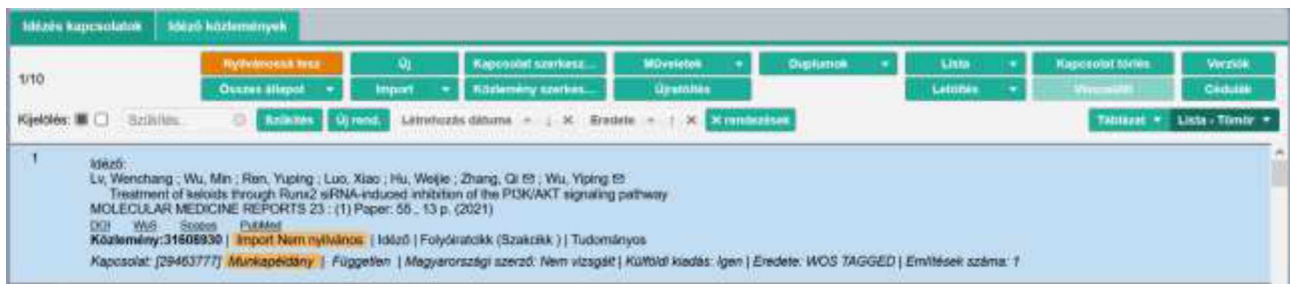 Idézés kapcsolatok Idéző közlemények
1/10
Nyilvánossá tesz Új Kapcsolat szerkesz... Műveletek Duplumok Lista Kapcsolat törlés Verziók
Összes állapot Import Közlemény szerkes... Újratöltés Letöltés Visszaállít Cédulák
Kijelölés: Szűkítés... Szűkítés Új rend. Létrehozás dátuma ÷ ↓ ✕ Eredete ÷ ↑ ✕ ✕ rendezések Táblázat Lista - Tömör
1
Idéző:
Lv, Wenchang ; Wu, Min ; Ren, Yuping ; Luo, Xiao ; Hu, Weijie ; Zhang, Qi ✉ ; Wu, Yiping ✉
Treatment of keloids through Runx2 siRNA-induced inhibition of the PI3K/AKT signaling pathway
MOLECULAR MEDICINE REPORTS 23 : (1) Paper: 55 , 13 p. (2021)
DOI WoS Scopus PubMed
Közlemény:31608930 | Import Nem nyilvános | Idéző | Folyóiratcikk (Szakcikk ) | Tudományos
Kapcsolat: [29463777] Munkapéldány | Független | Magyarországi szerző: Nem vizsgált | Külföldi kiadás: Igen | Eredete: WOS TAGGED | Említések száma: 1